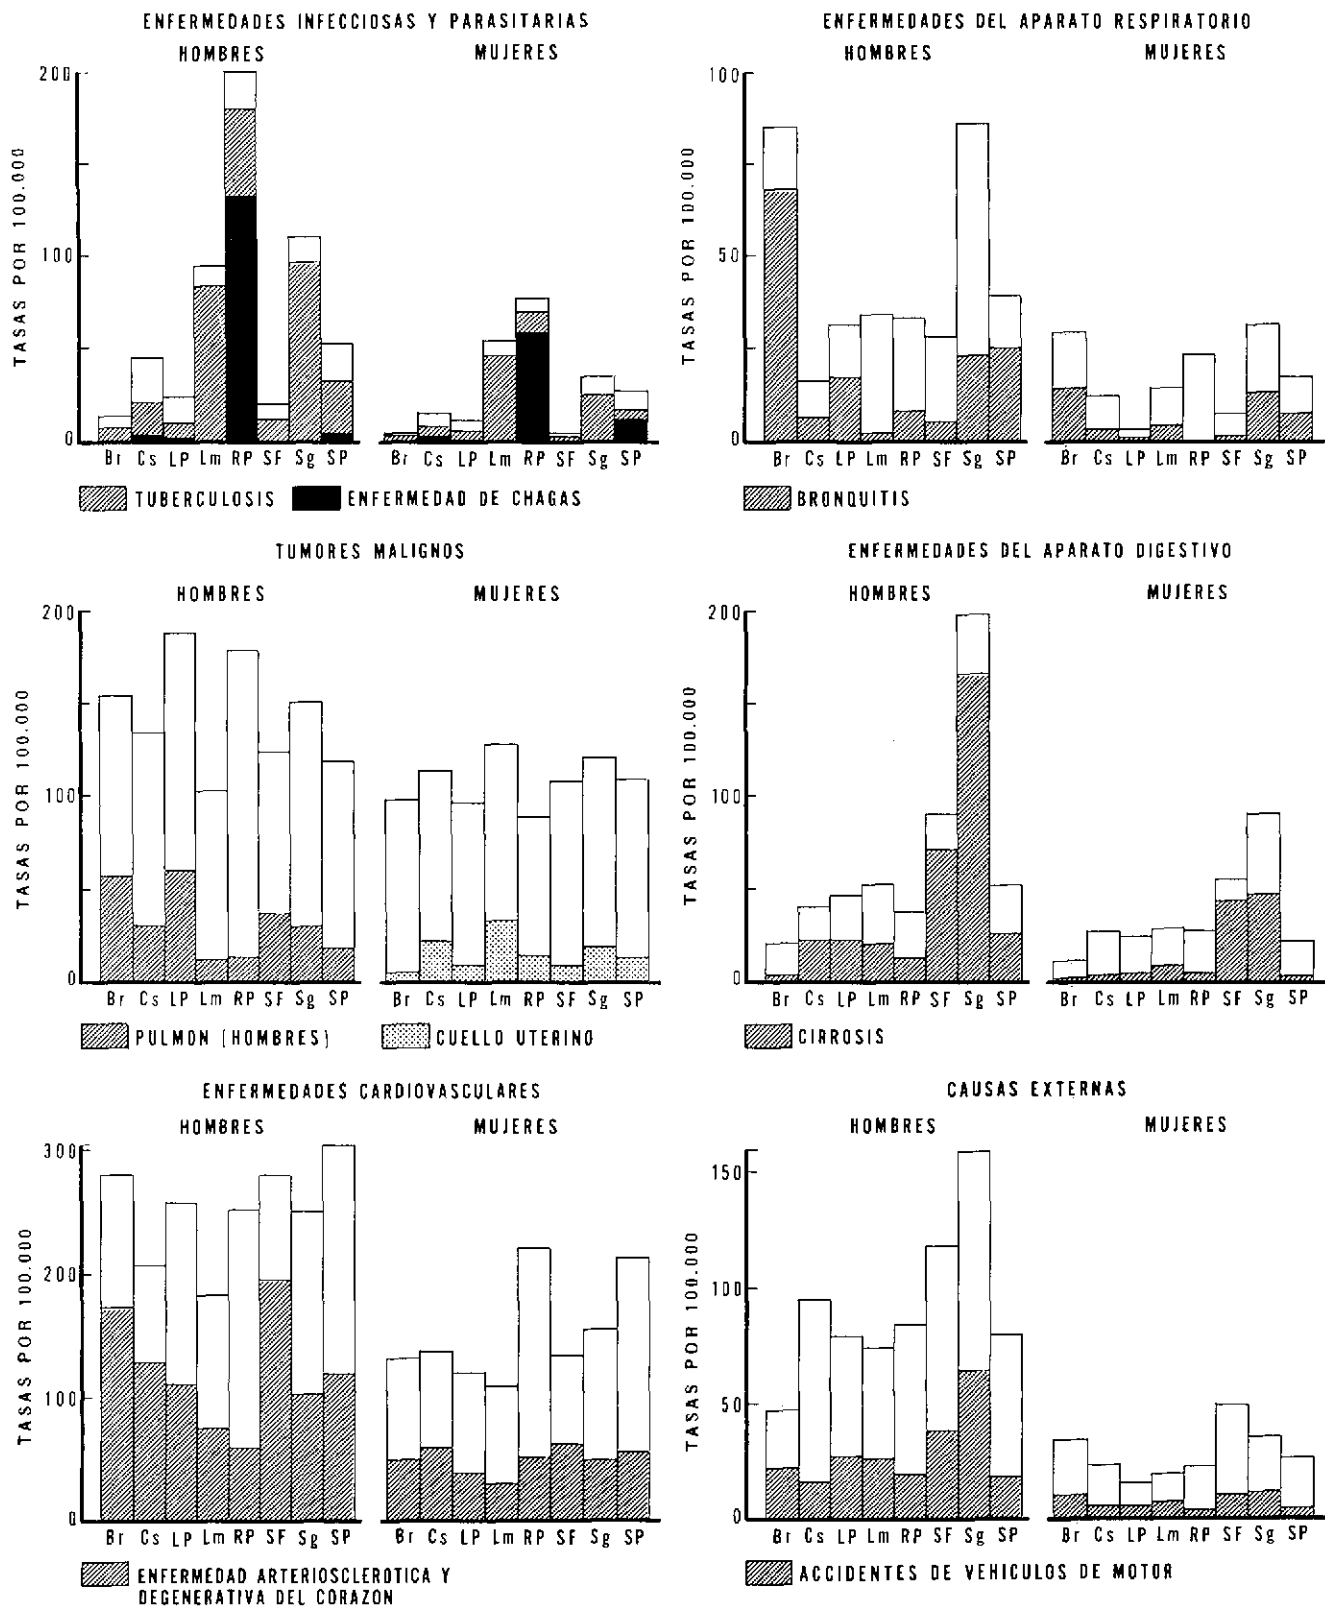 ENFERMEDADES INFECCIOSAS Y PARASITARIAS
HOMBRES MUJERES
TASAS POR 100.000
200
100
0
Br Cs LP Lm RP SF Sg SP Br Cs LP Lm RP SF Sg SP
TUBERCULOSIS ENFERMEDAD DE CHAGAS
ENFERMEDADES DEL APARATO RESPIRATORIO
HOMBRES MUJERES
TASAS POR 100.000
100
50
0
Br Cs LP Lm RP SF Sg SP Br Cs LP Lm RP SF Sg SP
BRONQUITIS
TUMORES MALIGNOS
HOMBRES MUJERES
TASAS POR 100.000
200
100
0
Br Cs LP Lm RP SF Sg SP Br Cs LP Lm RP SF Sg SP
PULMON (HOMBRES) CUELLO UTERINO
ENFERMEDADES DEL APARATO DIGESTIVO
HOMBRES MUJERES
TASAS POR 100.000
200
100
0
Br Cs LP Lm RP SF Sg SP Br Cs LP Lm RP SF Sg SP
CIRROSIS
ENFERMEDADES CARDIOVASCULARES
HOMBRES MUJERES
TASAS POR 100.000
300
200
100
0
Br Cs LP Lm RP SF Sg SP Br Cs LP Lm RP SF Sg SP
ENFERMEDAD ARTERIOSCLEROTICA Y
DEGENERATIVA DEL CORAZON
CAUSAS EXTERNAS
HOMBRES MUJERES
TASAS POR 100.000
150
100
50
0
Br Cs LP Lm RP SF Sg SP Br Cs LP Lm RP SF Sg SP
ACCIDENTES DE VEHICULOS DE MOTOR